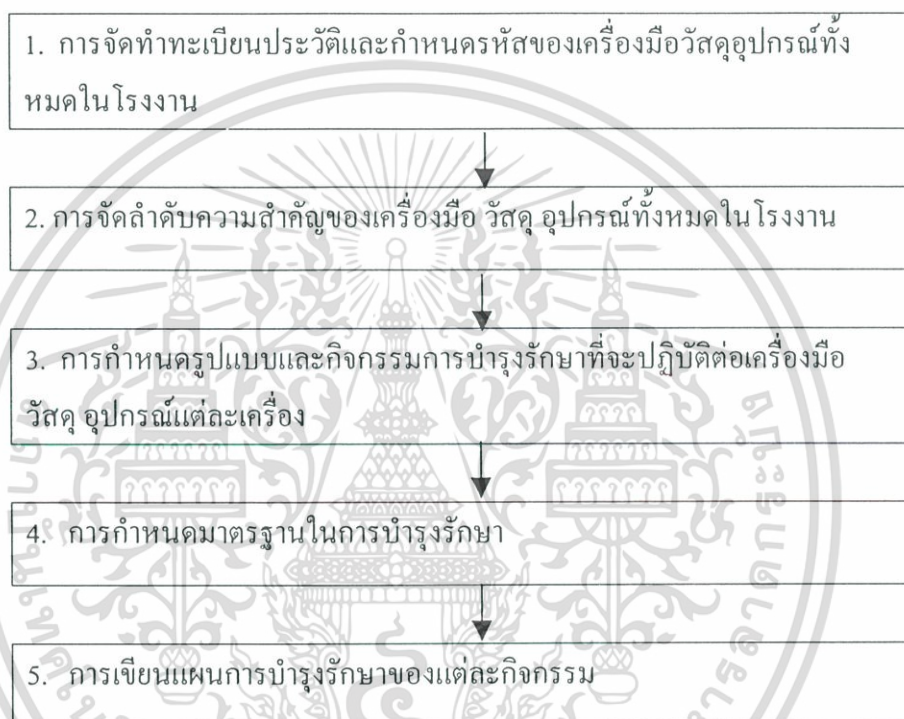 1. การจัดทำทะเบียนประวัติและกำหนดรหัสของเครื่องมือวัสดุอุปกรณ์ทั้ง
หมดในโรงงาน
2. การจัดลำดับความสำคัญของเครื่องมือ วัสดุ อุปกรณ์ทั้งหมดในโรงงาน
3. การกำหนดรูปแบบและกิจกรรมการบำรุงรักษาที่จะปฏิบัติต่อเครื่องมือ
วัสดุ อุปกรณ์แต่ละเครื่อง
4. การกำหนดมาตรฐานในการบำรุงรักษา
5. การเขียนแผนการบำรุงรักษาของแต่ละกิจกรรม